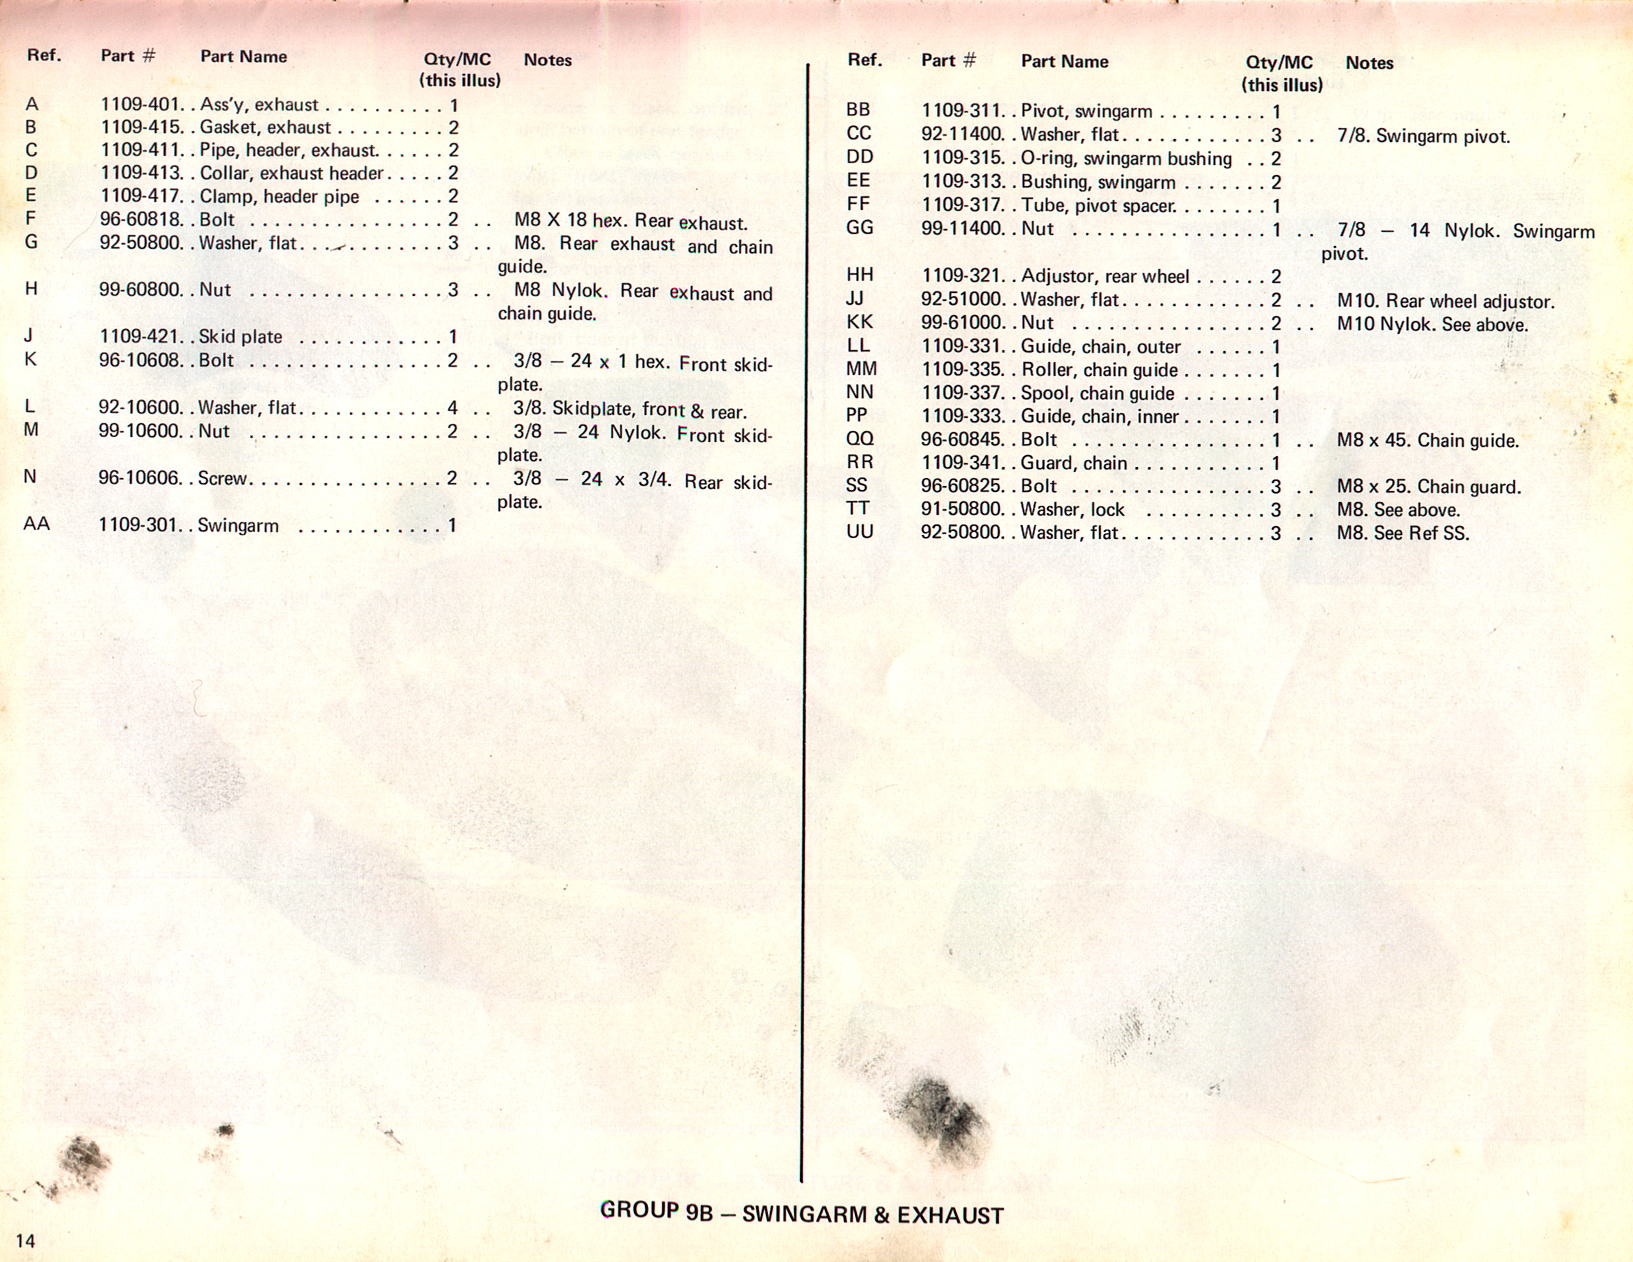 Ref. Part # Part Name Qty/MC Notes
(this illus)
A 1109-401. . Ass'y, exhaust . . . . . . . . . . 1
B 1109-415. . Gasket, exhaust . . . . . . . . . 2
C 1109-411. . Pipe, header, exhaust. . . . . . 2
D 1109-413. . Collar, exhaust header . . . . . 2
E 1109-417. . Clamp, header pipe . . . . . . 2
F 96-60818. . Bolt . . . . . . . . . . . . . . . . . 2 . . M8 X 18 hex. Rear exhaust.
G 92-50800. . Washer, flat. . . . . . . . . . . . . 3 . . M8. Rear exhaust and chain
guide.
H 99-60800. . Nut . . . . . . . . . . . . . . . . . 3 . . M8 Nylok. Rear exhaust and
chain guide.
J 1109-421. . Skid plate . . . . . . . . . . . . 1
K 96-10608. . Bolt . . . . . . . . . . . . . . . . . 2 . . 3/8 – 24 x 1 hex. Front skid-
plate.
L 92-10600. . Washer, flat. . . . . . . . . . . . . 4 . . 3/8. Skidplate, front & rear.
M 99-10600. . Nut . . . . . . . . . . . . . . . . . 2 . . 3/8 – 24 Nylok. Front skid-
plate.
N 96-10606. . Screw. . . . . . . . . . . . . . . . . 2 . . 3/8 – 24 x 3/4. Rear skid-
plate.
AA 1109-301. . Swingarm . . . . . . . . . . . . 1
Ref. Part # Part Name Qty/MC Notes
(this illus)
BB 1109-311. . Pivot, swingarm . . . . . . . . . 1
CC 92-11400. . Washer, flat. . . . . . . . . . . . . 3 . . 7/8. Swingarm pivot.
DD 1109-315. . O-ring, swingarm bushing . . 2
EE 1109-313. . Bushing, swingarm . . . . . . . 2
FF 1109-317. . Tube, pivot spacer. . . . . . . . 1
GG 99-11400. . Nut . . . . . . . . . . . . . . . . . 1 . . 7/8 – 14 Nylok. Swingarm
pivot.
HH 1109-321. . Adjustor, rear wheel . . . . . . 2
JJ 92-51000. . Washer, flat. . . . . . . . . . . . . 2 . . M10. Rear wheel adjustor.
KK 99-61000. . Nut . . . . . . . . . . . . . . . . . 2 . . M10 Nylok. See above.
LL 1109-331. . Guide, chain, outer . . . . . . 1
MM 1109-335. . Roller, chain guide . . . . . . . 1
NN 1109-337. . Spool, chain guide . . . . . . . 1
PP 1109-333. . Guide, chain, inner . . . . . . . 1
QQ 96-60845. . Bolt . . . . . . . . . . . . . . . . . 1 . . M8 x 45. Chain guide.
RR 1109-341. . Guard, chain . . . . . . . . . . . 1
SS 96-60825. . Bolt . . . . . . . . . . . . . . . . . 3 . . M8 x 25. Chain guard.
TT 91-50800. . Washer, lock . . . . . . . . . . . 3 . . M8. See above.
UU 92-50800. . Washer, flat. . . . . . . . . . . . . 3 . . M8. See Ref SS.
GROUP 9B – SWINGARM & EXHAUST
14